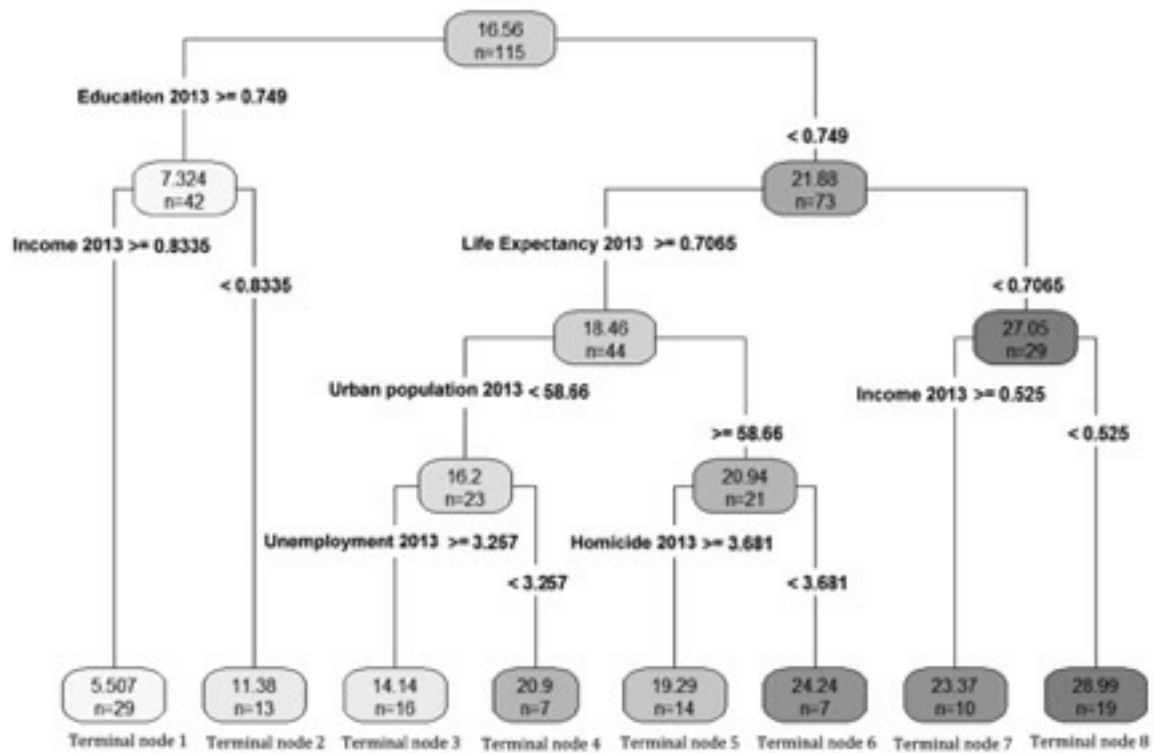 16.56
n=115
Education 2013 >= 0.749
< 0.749
7.324
n=42
21.88
n=73
Income 2013 >= 0.8335
Life Expectancy 2013 >= 0.7065
< 0.8335
< 0.7065
18.46
n=44
27.05
n=29
Urban population 2013 < 58.66
Income 2013 >= 0.525
>= 58.66
< 0.525
16.2
n=23
20.94
n=21
Unemployment 2013 >= 3.257
Homicide 2013 >= 3.681
< 3.257
< 3.681
5.507
n=29
11.38
n=13
14.14
n=16
20.9
n=7
19.29
n=14
24.24
n=7
23.37
n=10
28.99
n=19
Terminal node 1
Terminal node 2
Terminal node 3
Terminal node 4
Terminal node 5
Terminal node 6
Terminal node 7
Terminal node 8